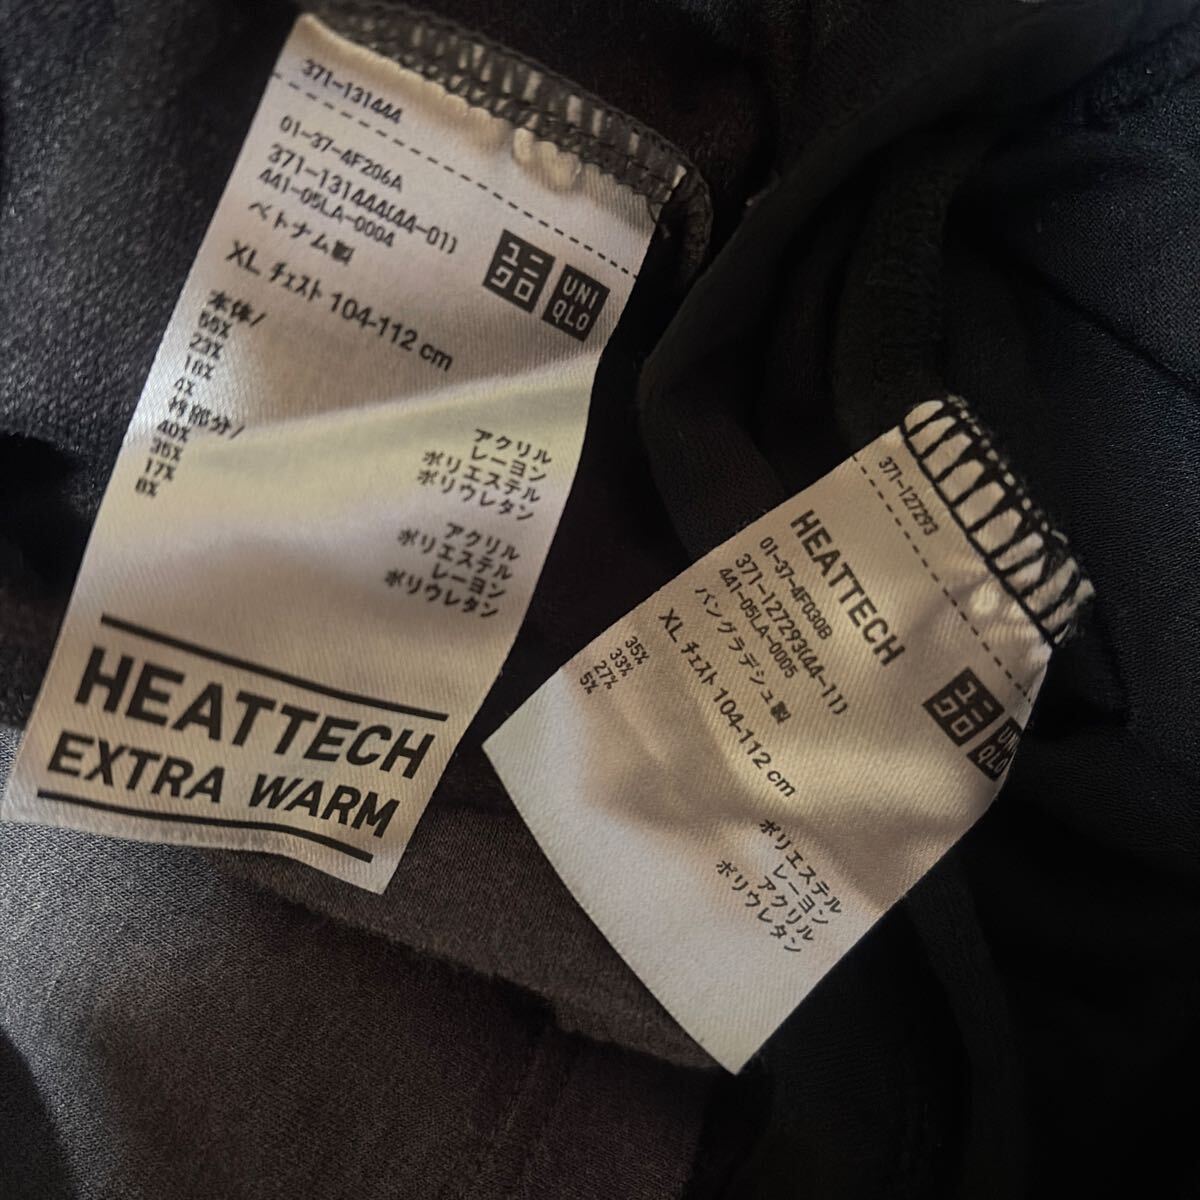 371-131444
01-37-4F206A
371-131444(44-01)
441-05LA-0004
ベトナム製
ユニクロ
UNIQLO
XL チェスト 104-112 cm
本体/
55% アクリル
23% レーヨン
18% ポリエステル
4% ポリウレタン
衿部分/
40% アクリル
35% ポリエステル
17% レーヨン
8% ポリウレタン
HEATTECH
EXTRA WARM
371-127293
HEATTECH
01-37-4F030B
371-127293(44-11)
441-05LA-0005
バングラデシュ製
ユニクロ
UNIQLO
XL チェスト 104-112 cm
35% ポリエステル
33% レーヨン
27% アクリル
5% ポリウレタン